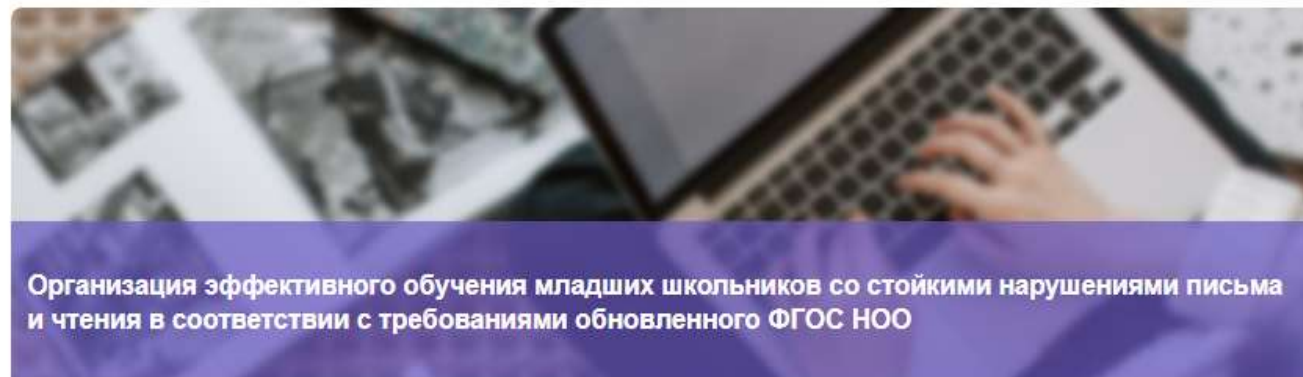 Организация эффективного обучения младших школьников со стойкими нарушениями письма
и чтения в соответствии с требованиями обновленного ФГОС НОО